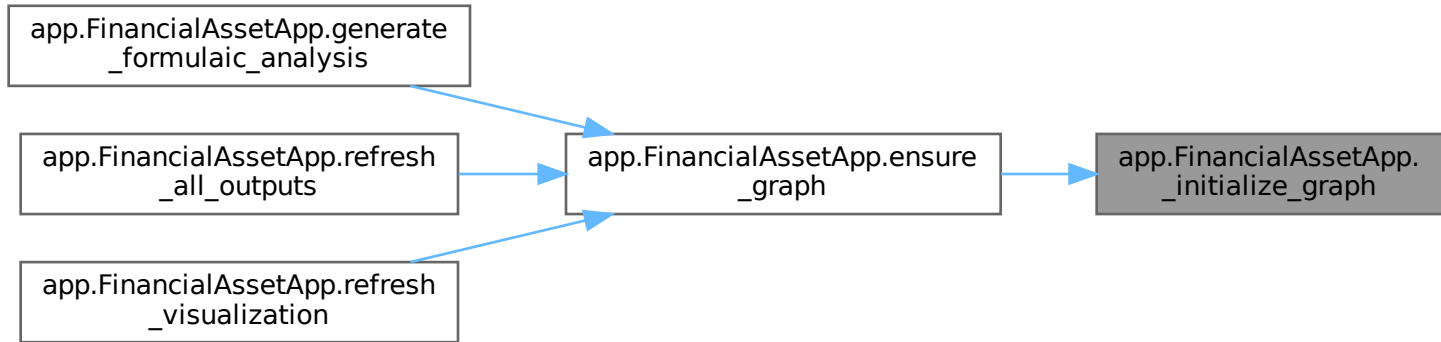 app.FinancialAssetApp.generate
_formulaic_analysis
app.FinancialAssetApp.refresh
_all_outputs
app.FinancialAssetApp.ensure
_graph
app.FinancialAssetApp.
_initialize_graph
app.FinancialAssetApp.refresh
_visualization